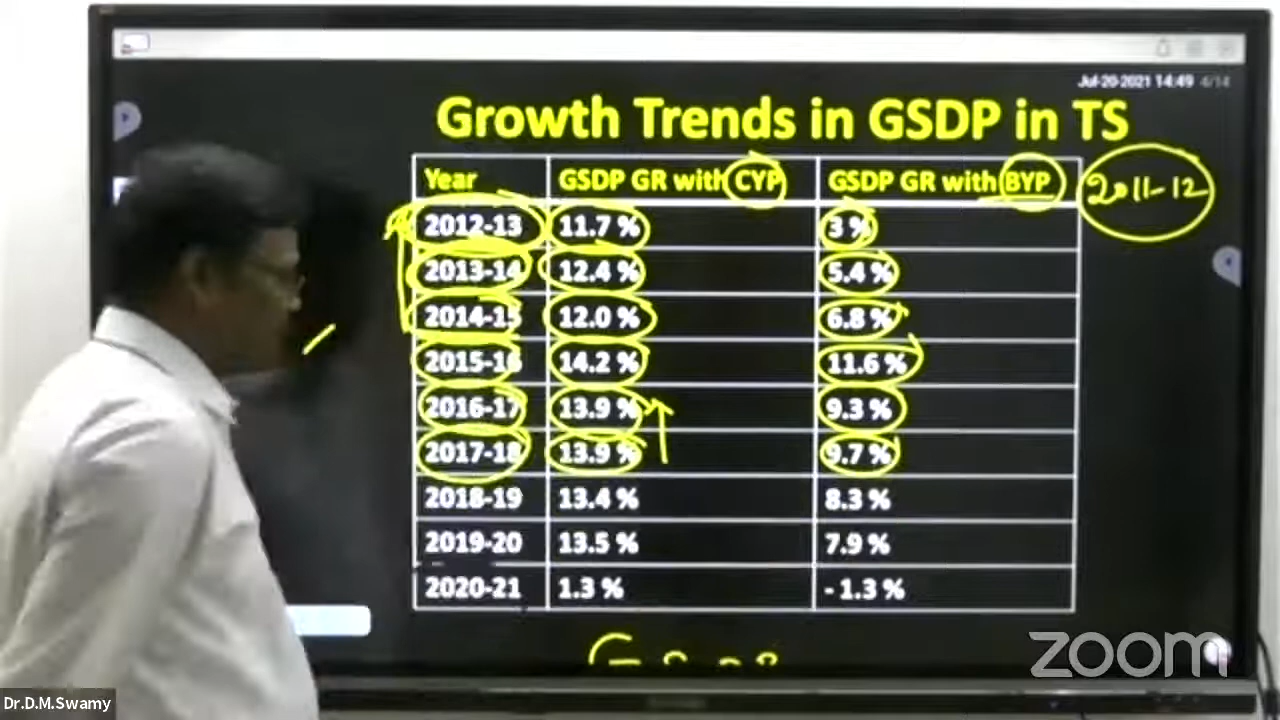 Jul-20-2021 14:49 4/14
Growth Trends in GSDP in TS
Year GSDP GR with CYP GSDP GR with BYP 2011-12
2012-13 11.7 % 3 %
2013-14 12.4 % 5.4 %
2014-15 12.0 % 6.8 %
2015-16 14.2 % 11.6 %
2016-17 13.9 % 9.3 %
2017-18 13.9 % 9.7 %
2018-19 13.4 % 8.3 %
2019-20 13.5 % 7.9 %
2020-21 1.3 % - 1.3 %
zoom
Dr.D.M.Swamy